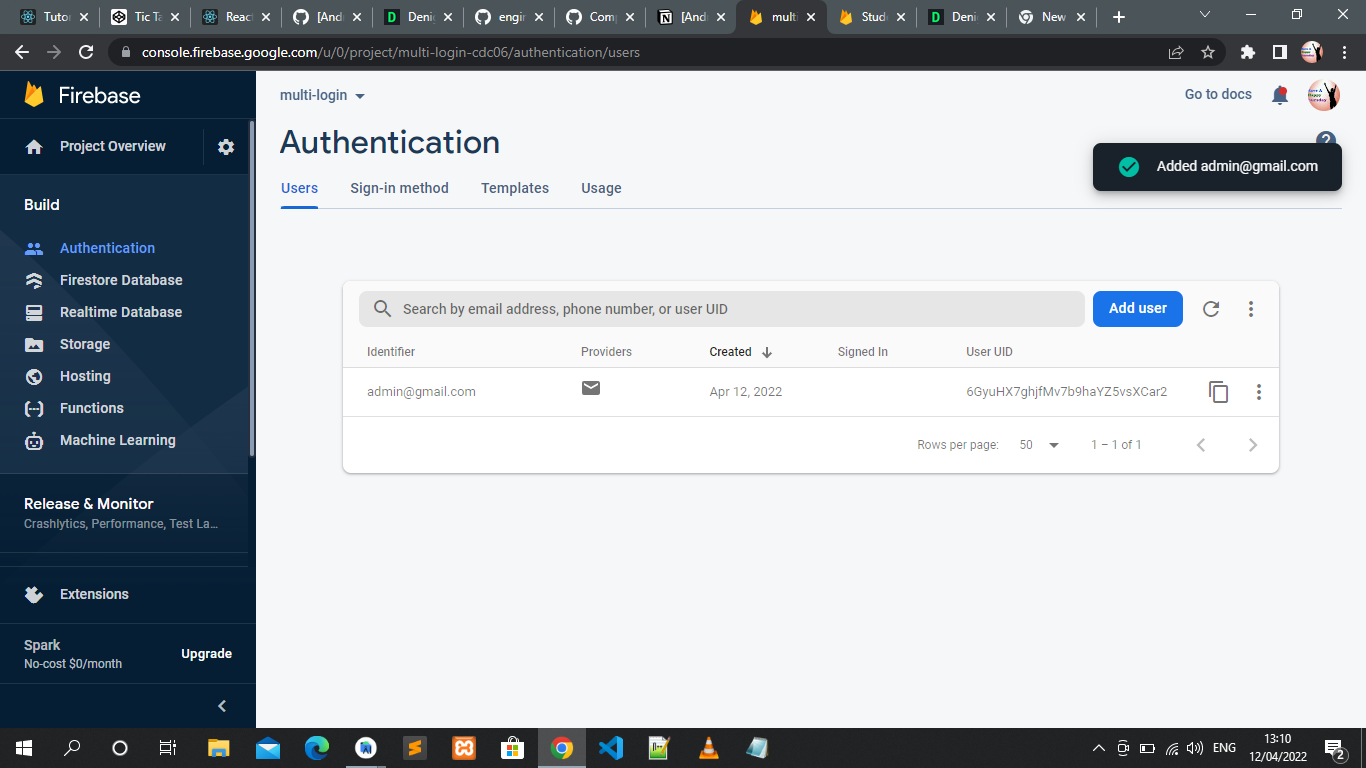 Tutor
Tic Ta
React
[Andr
Denig
engin
Comp
[Andr
multi
Stude
Denig
New
console.firebase.google.com/u/0/project/multi-login-cdc06/authentication/users
Firebase
multi-login
Go to docs
Project Overview
Authentication
?
Added admin@gmail.com
Users
Sign-in method
Templates
Usage
Build
Authentication
Firestore Database
Realtime Database
Storage
Hosting
Functions
Machine Learning
Search by email address, phone number, or user UID
Add user
Identifier
Providers
Created
Signed In
User UID
admin@gmail.com
Apr 12, 2022
6GyuHX7ghjfMv7b9haYZ5vsXCar2
Rows per page:
50
1 – 1 of 1
Release & Monitor
Crashlytics, Performance, Test La...
Extensions
Spark
No-cost $0/month
Upgrade
ENG
13:10
12/04/2022
2